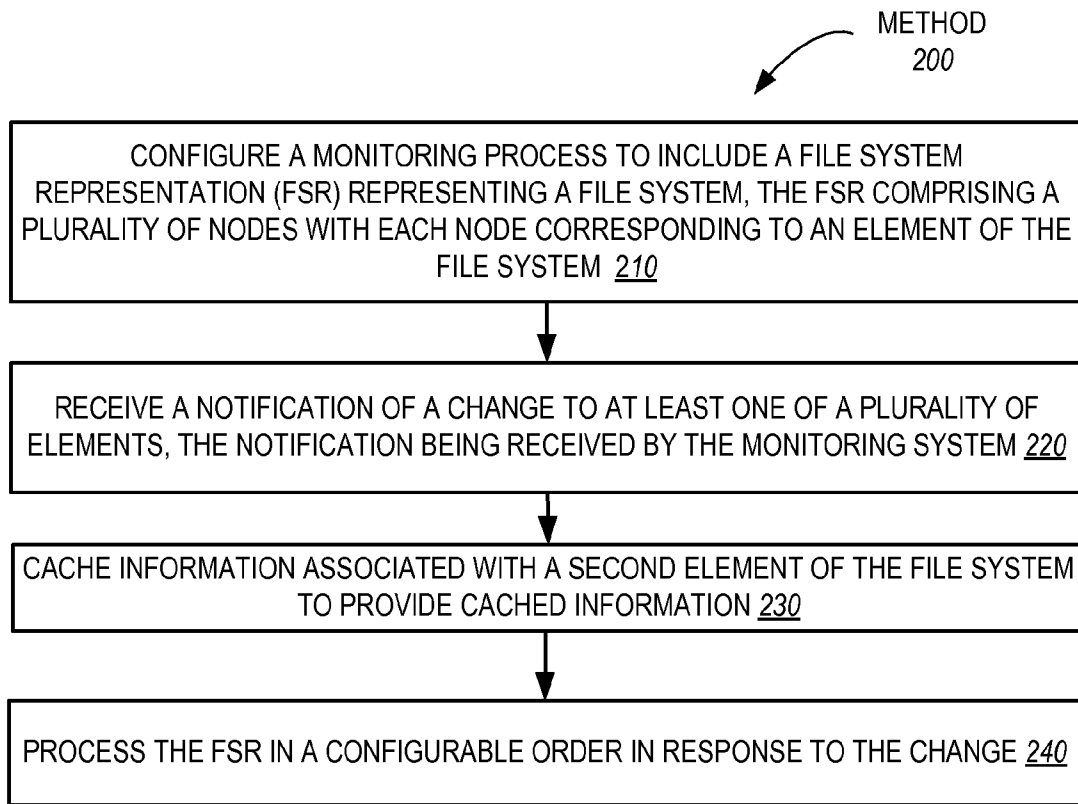 METHOD
200
CONFIGURE A MONITORING PROCESS TO INCLUDE A FILE SYSTEM
REPRESENTATION (FSR) REPRESENTING A FILE SYSTEM, THE FSR COMPRISING A
PLURALITY OF NODES WITH EACH NODE CORRESPONDING TO AN ELEMENT OF THE
FILE SYSTEM 210
RECEIVE A NOTIFICATION OF A CHANGE TO AT LEAST ONE OF A PLURALITY OF
ELEMENTS, THE NOTIFICATION BEING RECEIVED BY THE MONITORING SYSTEM 220
CACHE INFORMATION ASSOCIATED WITH A SECOND ELEMENT OF THE FILE SYSTEM
TO PROVIDE CACHED INFORMATION 230
PROCESS THE FSR IN A CONFIGURABLE ORDER IN RESPONSE TO THE CHANGE 240